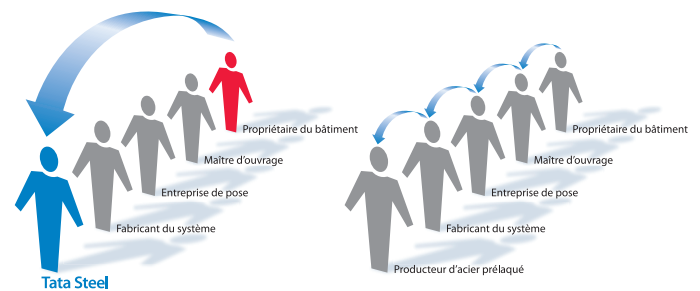 Propriétaire du bâtiment
Maître d'ouvrage
Entreprise de pose
Fabricant du système
Tata Steel
Propriétaire du bâtiment
Maître d'ouvrage
Entreprise de pose
Fabricant du système
Producteur d'acier prélaqué